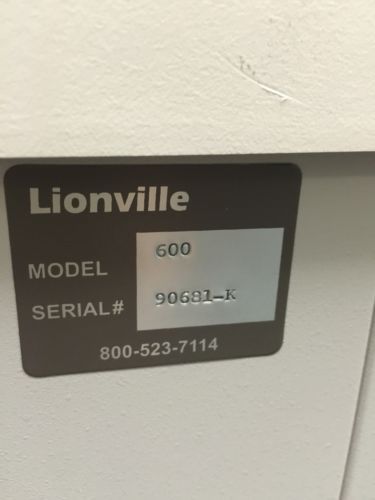 Lionville
MODEL 600
SERIAL# 90681-K
800-523-7114